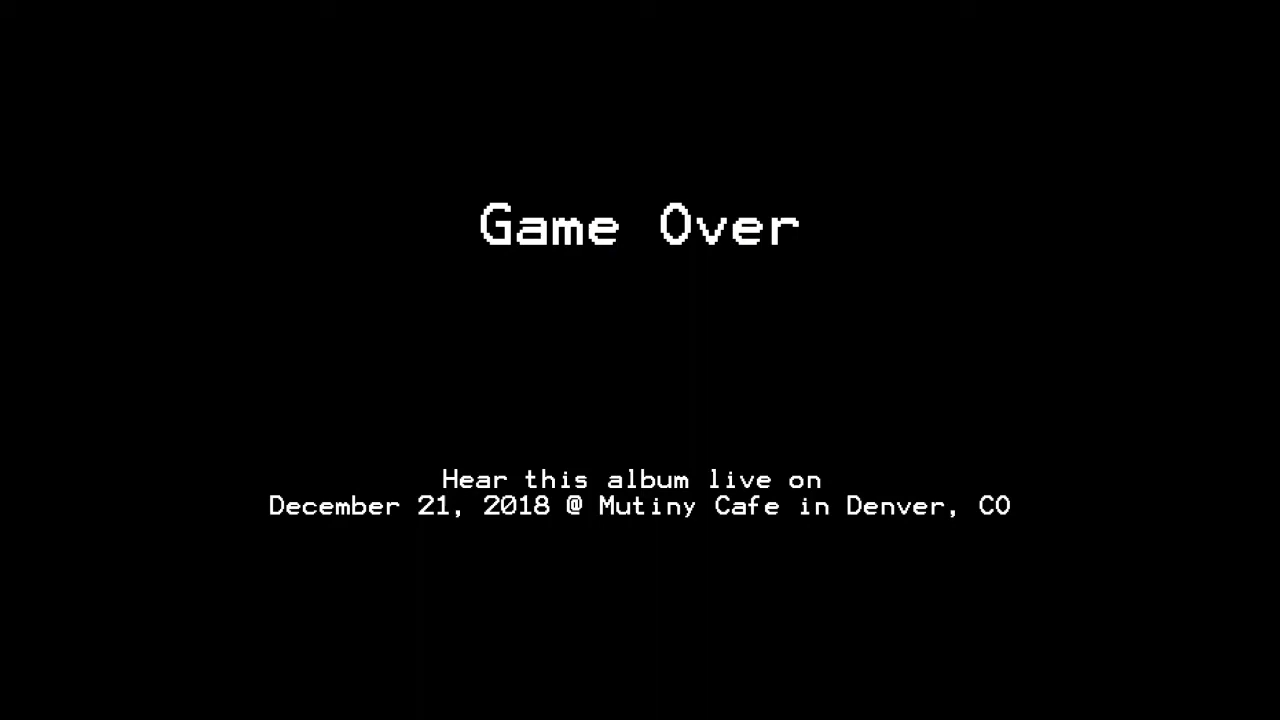 Game Over
Hear this album live on
December 21, 2018 @ Mutiny Cafe in Denver, CO